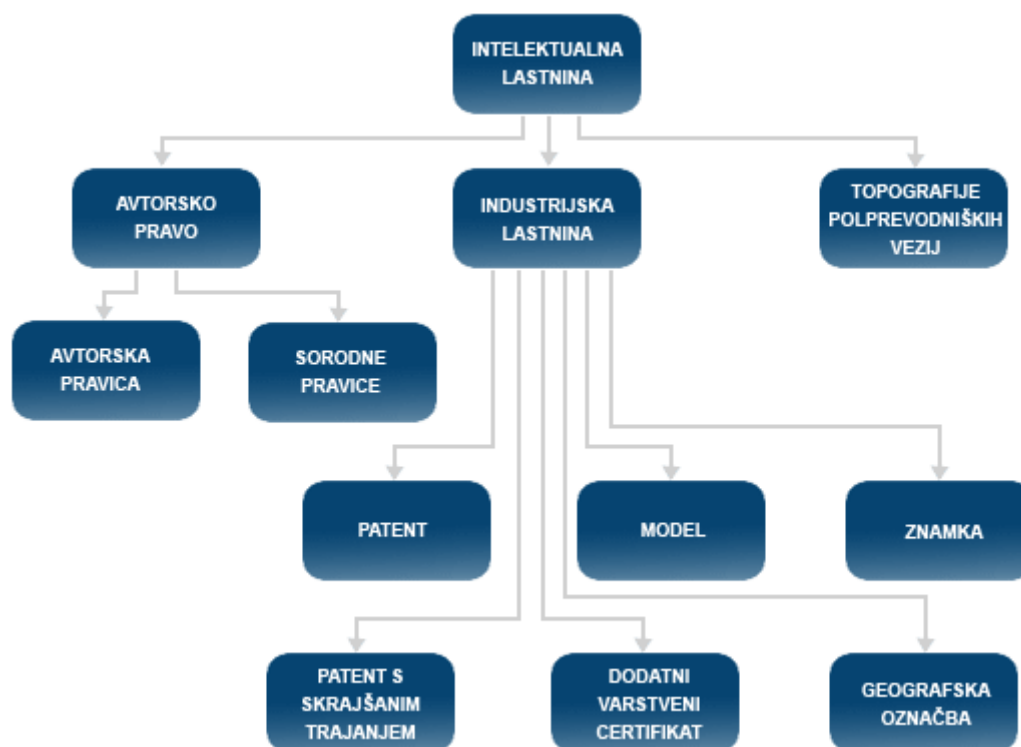 INTELEKTUALNA
LASTNINA
AVTORSKO
PRAVO
INDUSTRIJSKA
LASTNINA
TOPOGRAFIJE
POLPREVODNIŠKIH
VEZIJ
AVTORSKA
PRAVICA
SORODNE
PRAVICE
PATENT
MODEL
ZNAMKA
PATENT S
SKRAJŠANIM
TRAJANJEM
DODATNI
VARSTVENI
CERTIFIKAT
GEOGRAFSKA
OZNAČBA